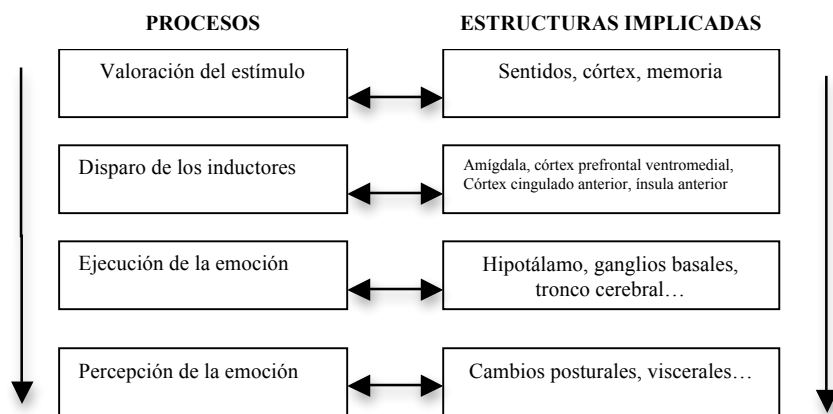 PROCESOS
ESTRUCTURAS IMPLICADAS
Valoración del estímulo
Sentidos, córtex, memoria
Disparo de los inductores
Amígdala, córtex prefrontal ventromedial,
Córtex cingulado anterior, ínsula anterior
Ejecución de la emoción
Hipotálamo, ganglios basales,
tronco cerebral…
Percepción de la emoción
Cambios posturales, viscerales…